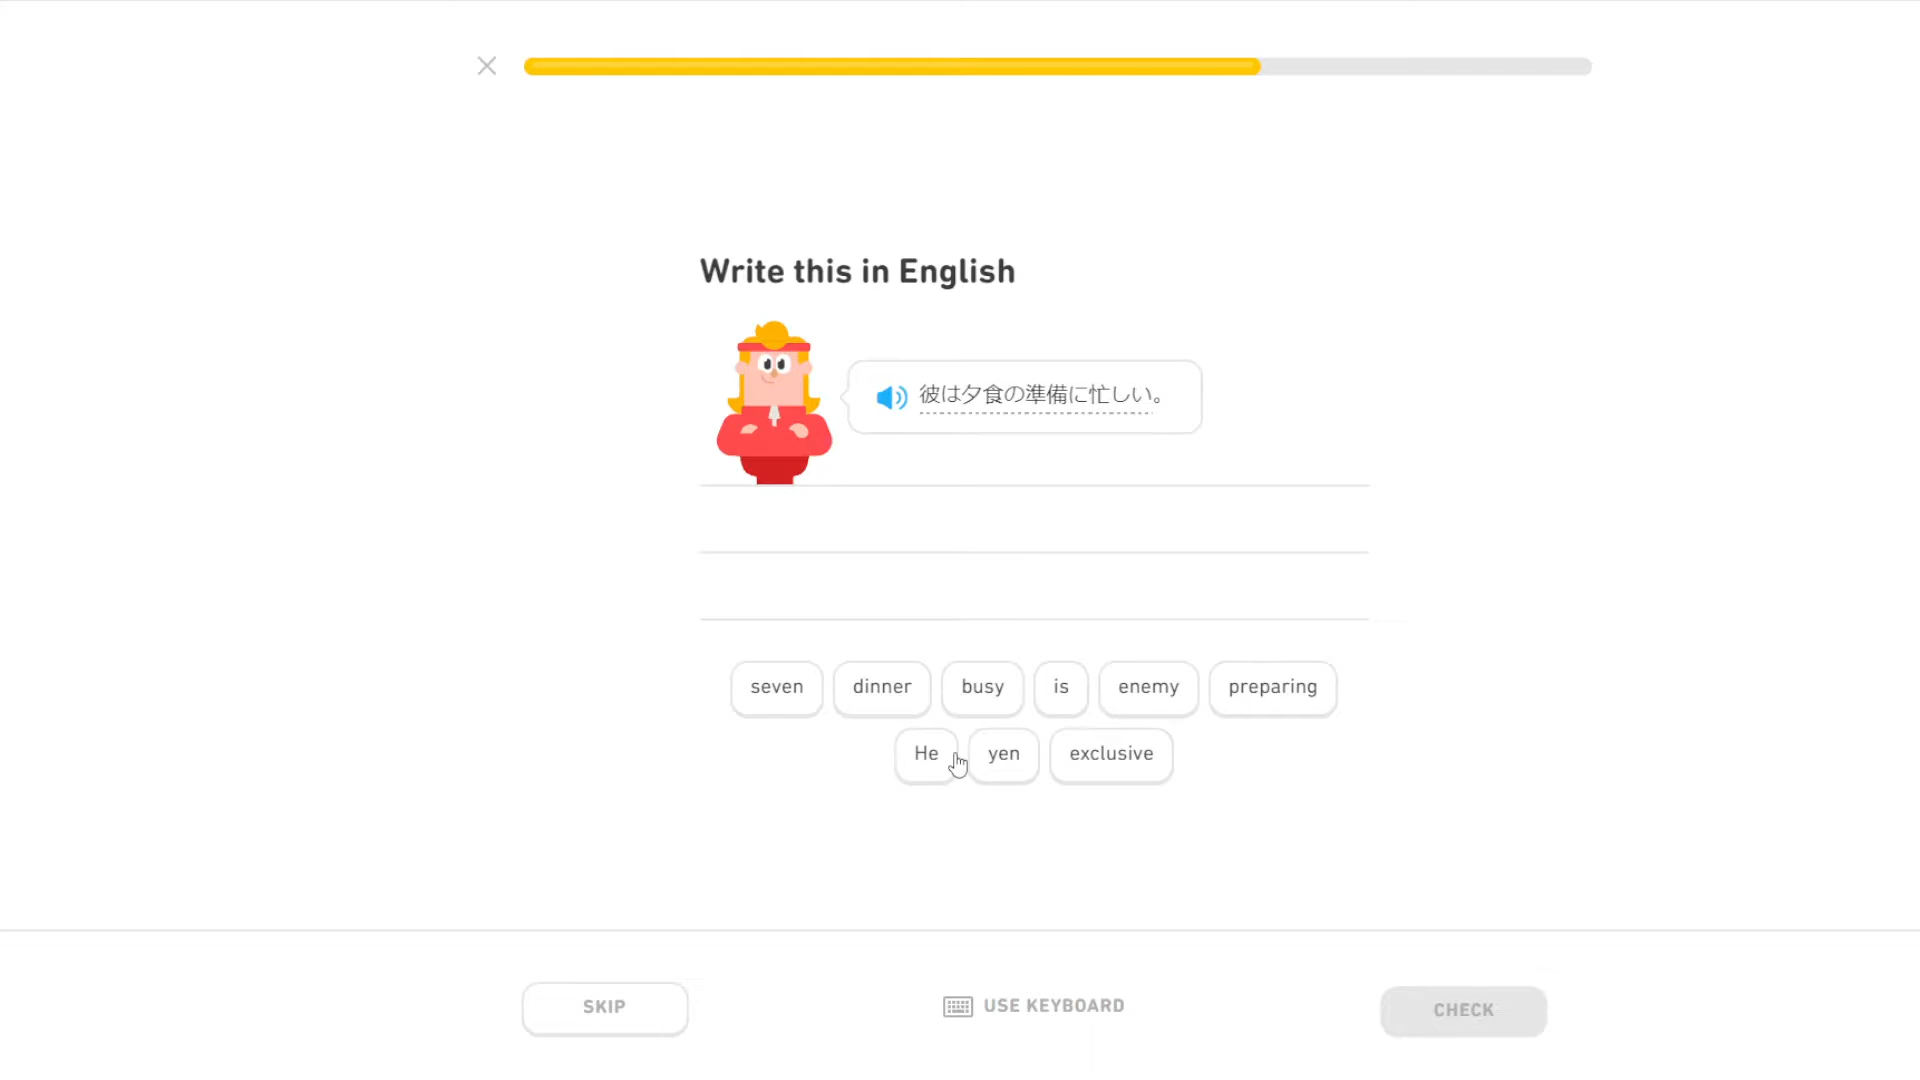 Write this in English
彼は夕食の準備に忙しい。
seven dinner busy is enemy preparing
He yen exclusive
SKIP USE KEYBOARD CHECK